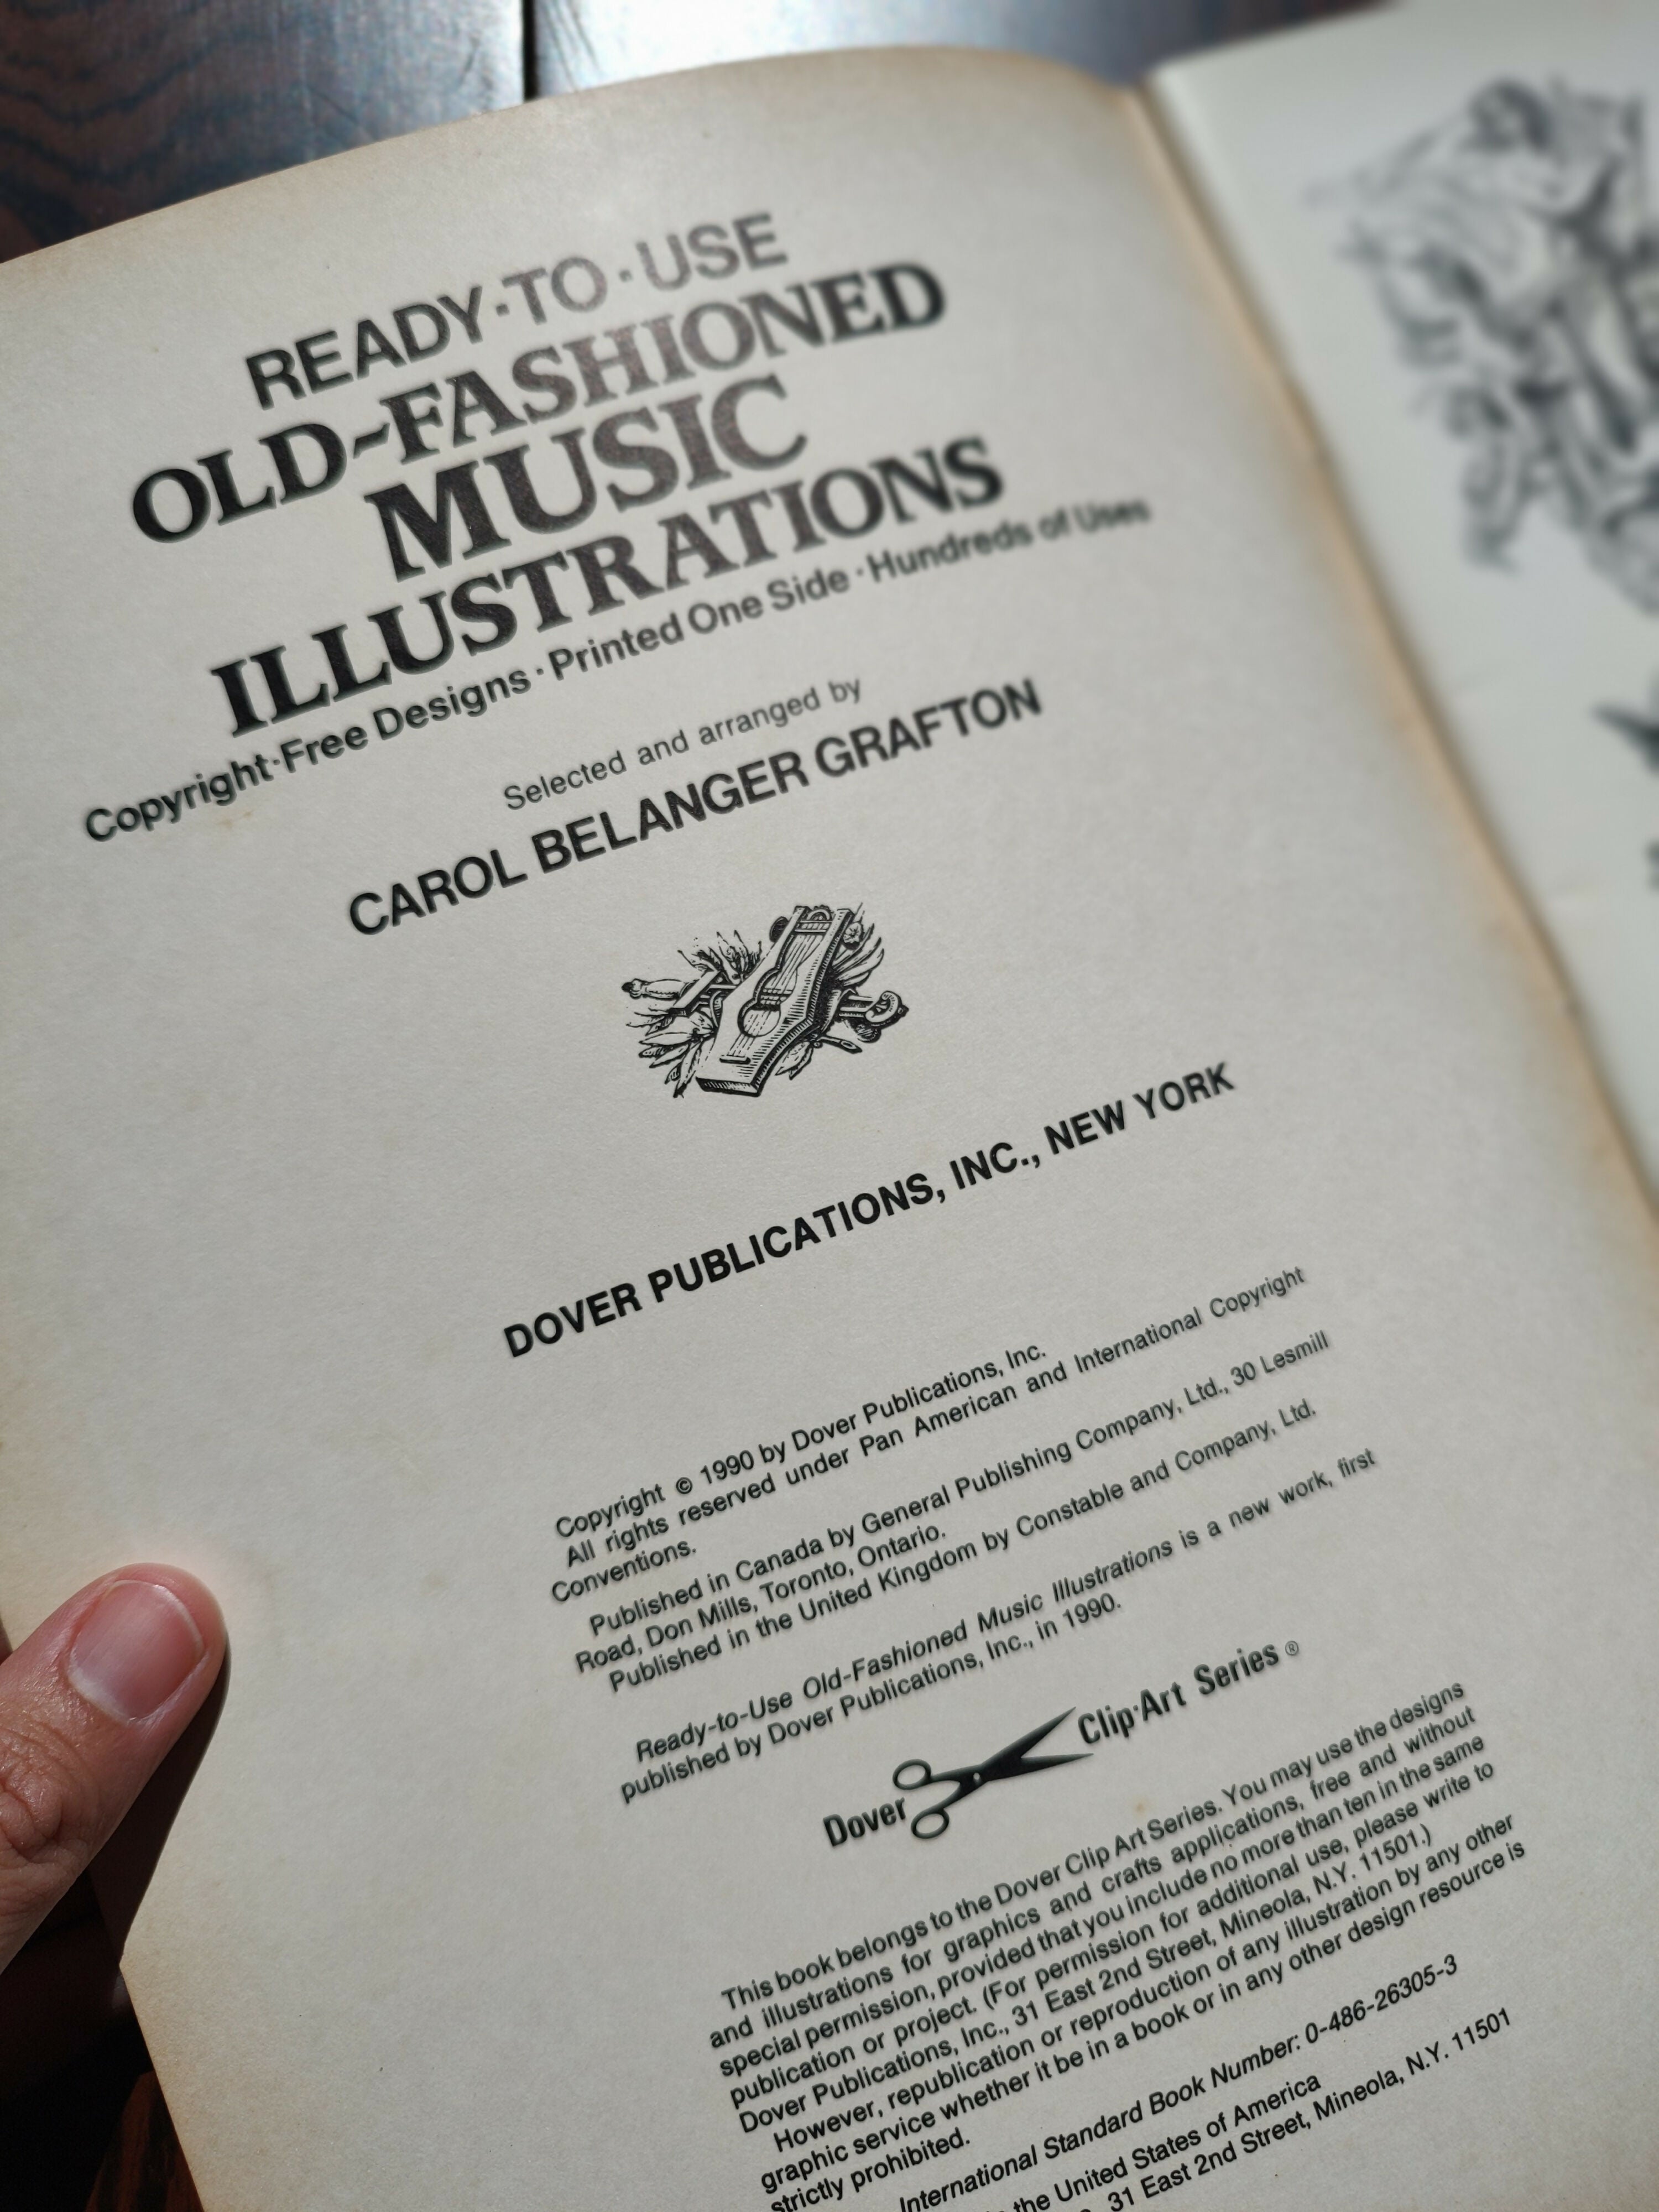 READY·TO·USE
OLD-FASHIONED
MUSIC
ILLUSTRATIONS
Copyright-Free Designs · Printed One Side · Hundreds of Uses
Selected and arranged by
CAROL BELANGER GRAFTON
DOVER PUBLICATIONS, INC., NEW YORK
Copyright © 1990 by Dover Publications, Inc.
All rights reserved under Pan American and International Copyright
Conventions.
Published in Canada by General Publishing Company, Ltd., 30 Lesmill
Road, Don Mills, Toronto, Ontario.
Published in the United Kingdom by Constable and Company, Ltd.
Ready-to-Use Old-Fashioned Music Illustrations is a new work, first
published by Dover Publications, Inc., in 1990.
Dover Clip·Art Series ®
This book belongs to the Dover Clip Art Series. You may use the designs
and illustrations for graphics and crafts applications, free and without
special permission, provided that you include no more than ten in the same
publication or project. (For permission for additional use, please write to
Dover Publications, Inc., 31 East 2nd Street, Mineola, N.Y. 11501.)
However, republication or reproduction of any illustration by any other
graphic service whether it be in a book or in any other design resource is
strictly prohibited.
International Standard Book Number: 0-486-26305-3
the United States of America
31 East 2nd Street, Mineola, N.Y. 11501